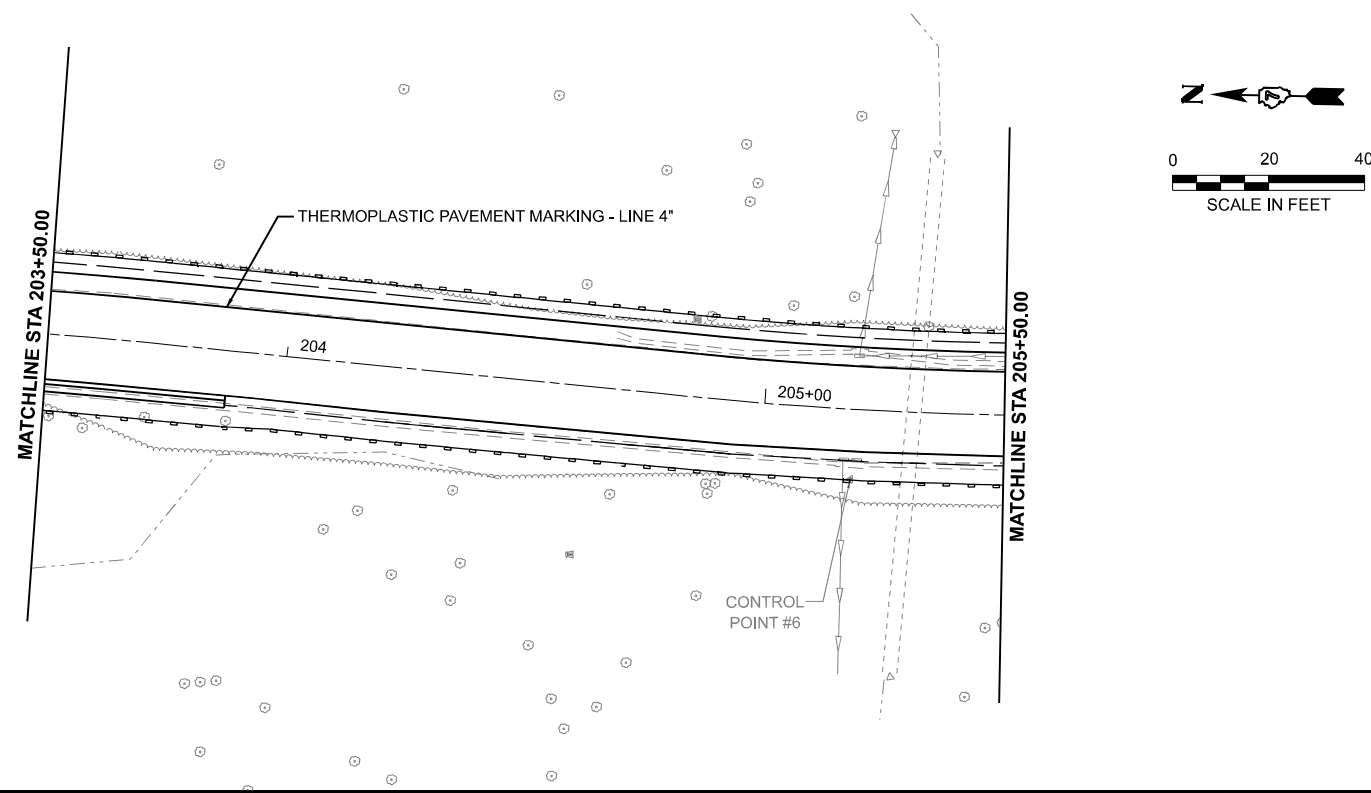 THERMOPLASTIC PAVEMENT MARKING - LINE 4"
MATCHLINE STA 203+50.00
204
205+00
MATCHLINE STA 205+50.00
CONTROL
POINT #6
N
7
0 20 40
SCALE IN FEET